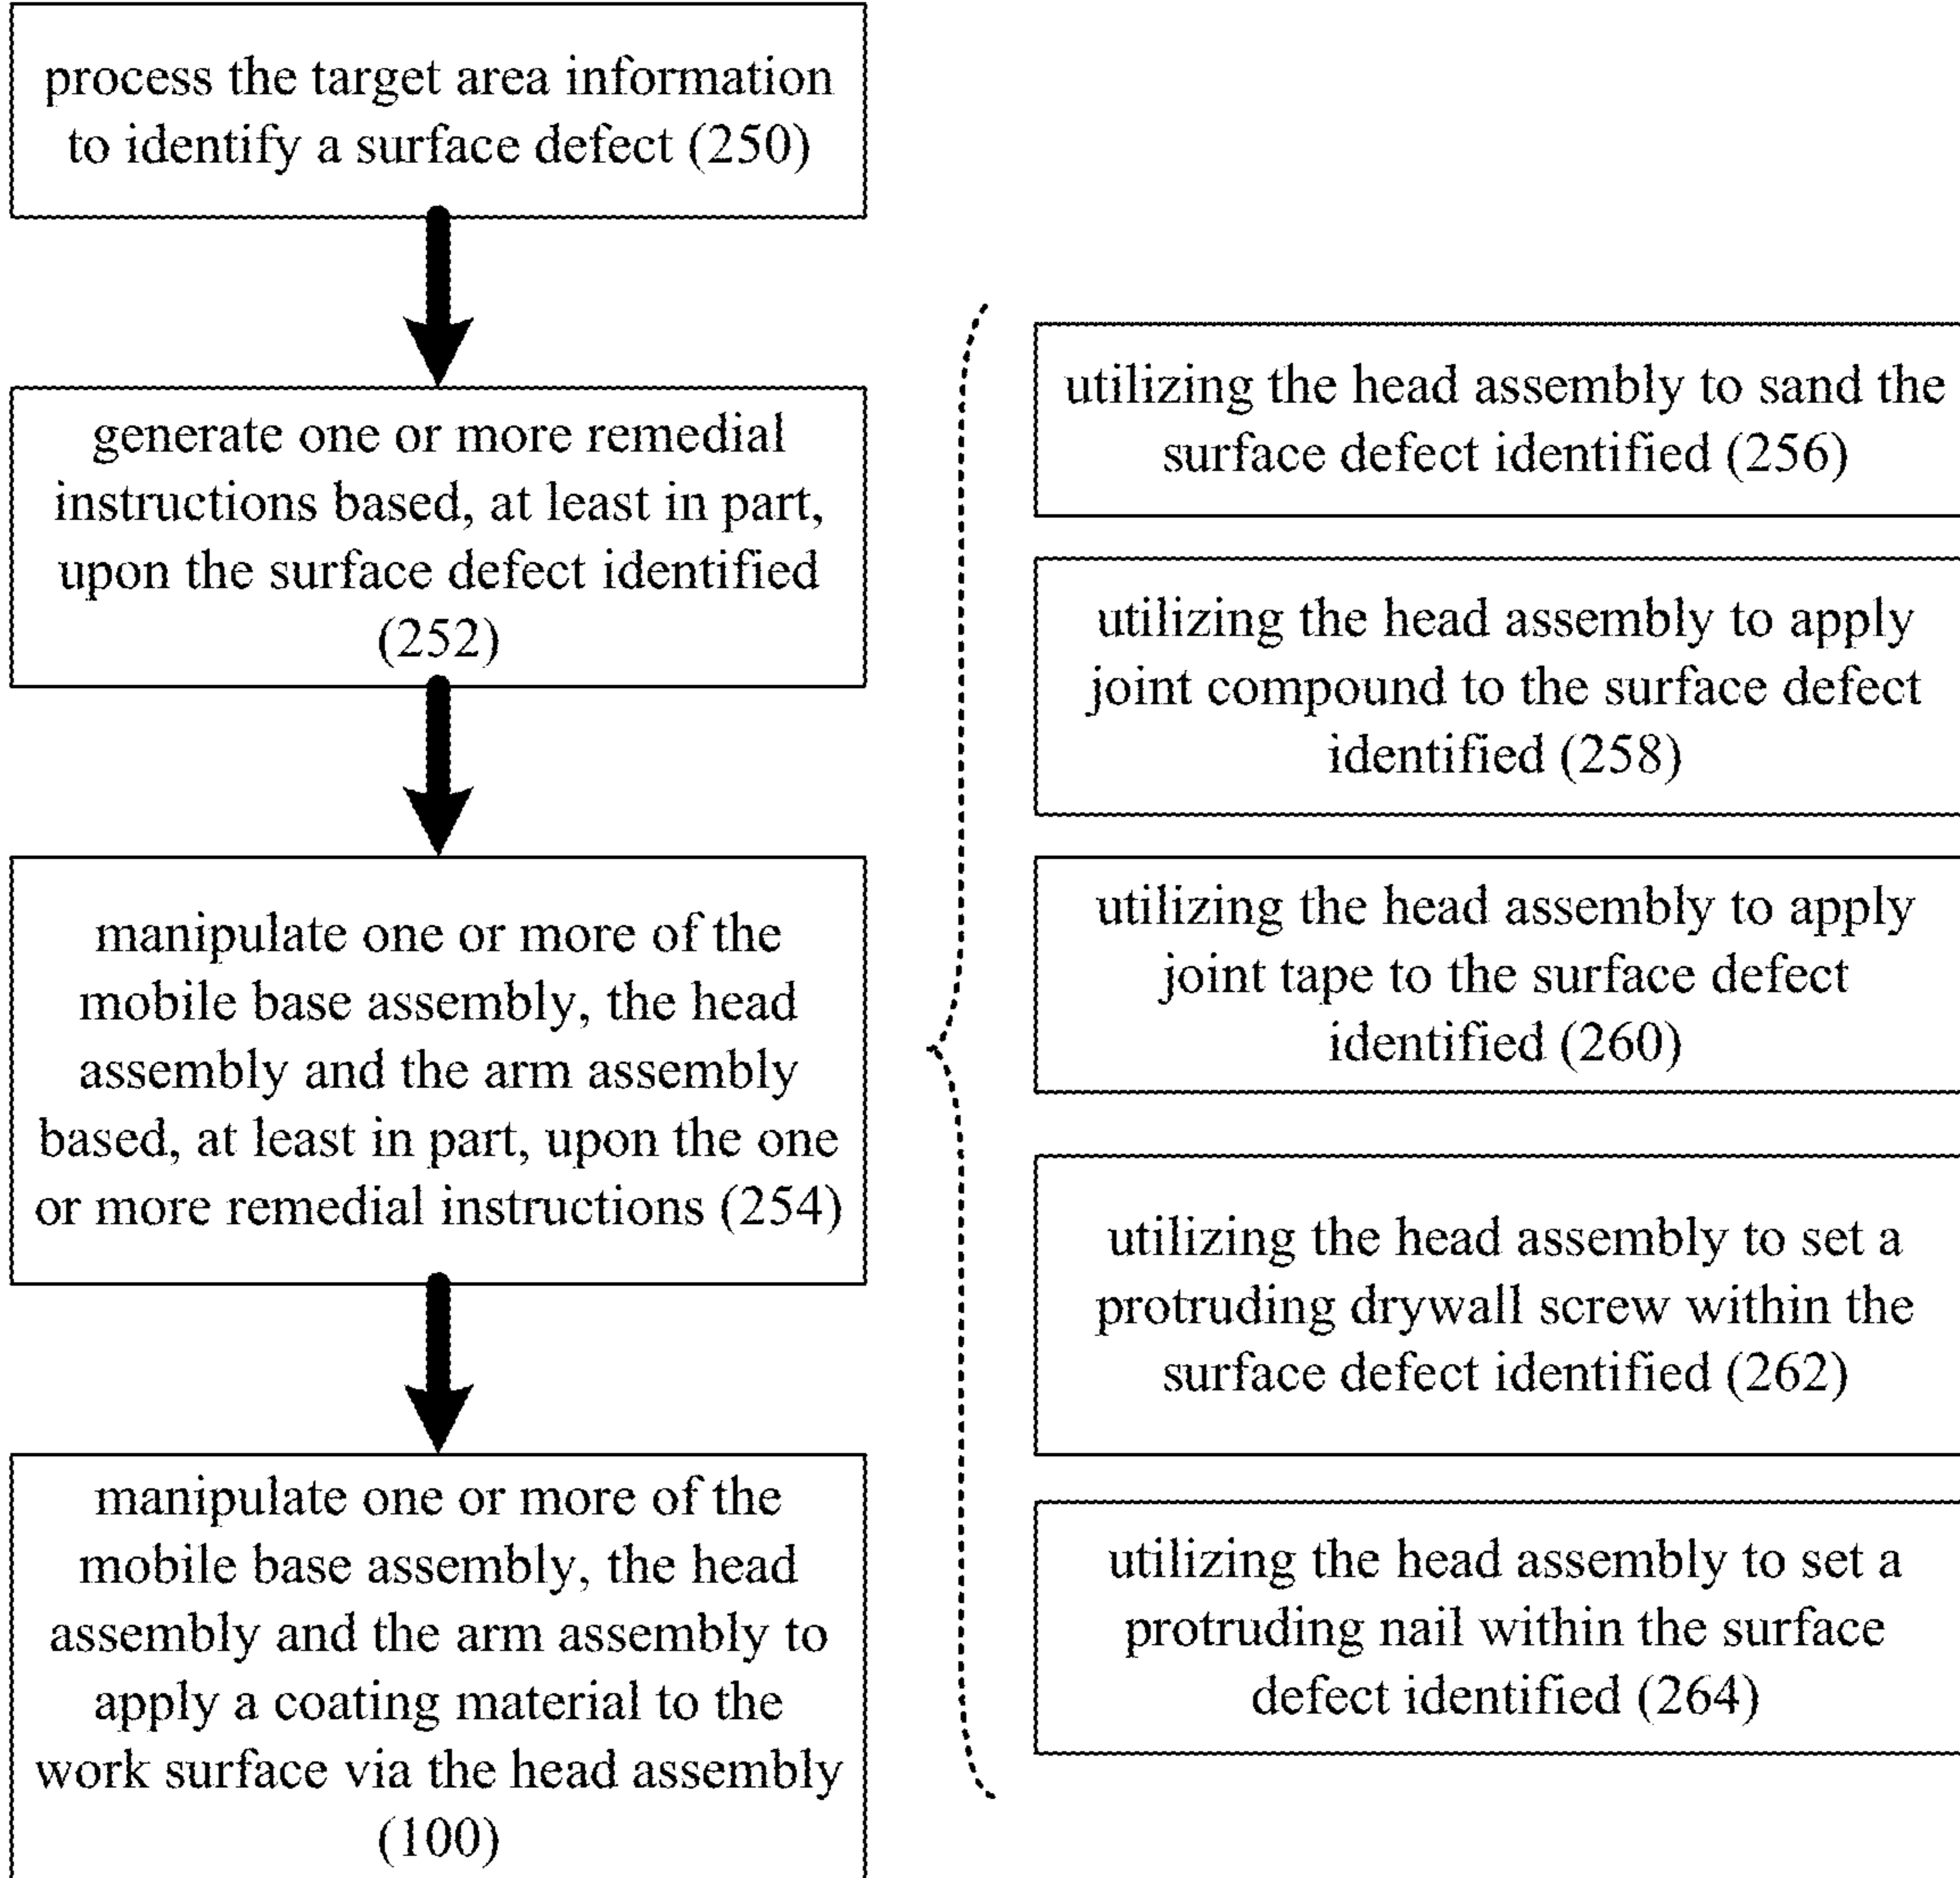 process the target area information
to identify a surface defect (250)
generate one or more remedial
instructions based, at least in part,
upon the surface defect identified
(252)
manipulate one or more of the
mobile base assembly, the head
assembly and the arm assembly
based, at least in part, upon the one
or more remedial instructions (254)
manipulate one or more of the
mobile base assembly, the head
assembly and the arm assembly to
apply a coating material to the
work surface via the head assembly
(100)
utilizing the head assembly to sand the
surface defect identified (256)
utilizing the head assembly to apply
joint compound to the surface defect
identified (258)
utilizing the head assembly to apply
joint tape to the surface defect
identified (260)
utilizing the head assembly to set a
protruding drywall screw within the
surface defect identified (262)
utilizing the head assembly to set a
protruding nail within the surface
defect identified (264)